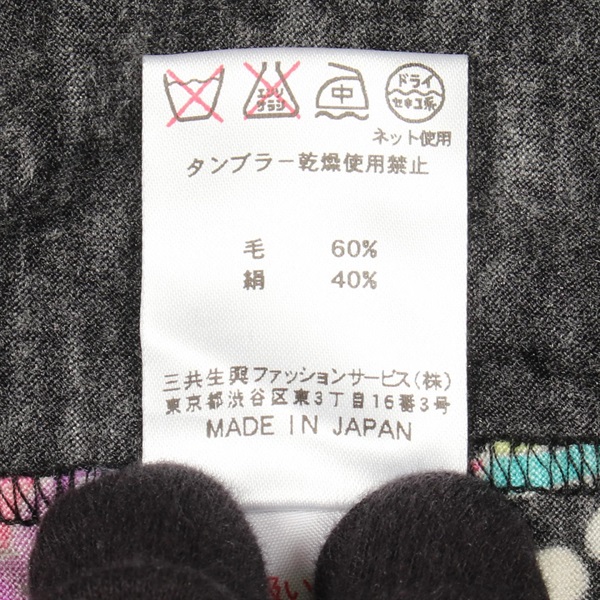 エンソ
サラシ
中
ドライ
セキユ系
ネット使用
タンブラー乾燥使用禁止
毛 60%
絹 40%
三共生興ファッションサービス(株)
東京都渋谷区東3丁目16番3号
MADE IN JAPAN